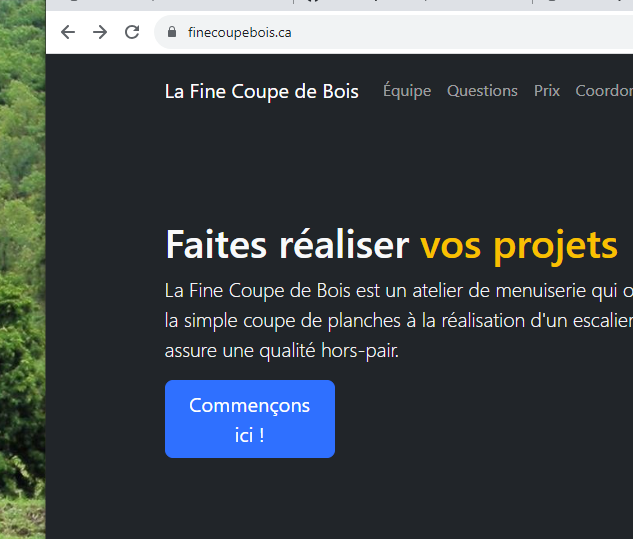 finecoupebois.ca
La Fine Coupe de Bois Équipe Questions Prix
Faites réaliser vos projets
La Fine Coupe de Bois est un atelier de menuiserie qui
la simple coupe de planches à la réalisation d'un escalier
assure une qualité hors-pair.
Commençons
ici !